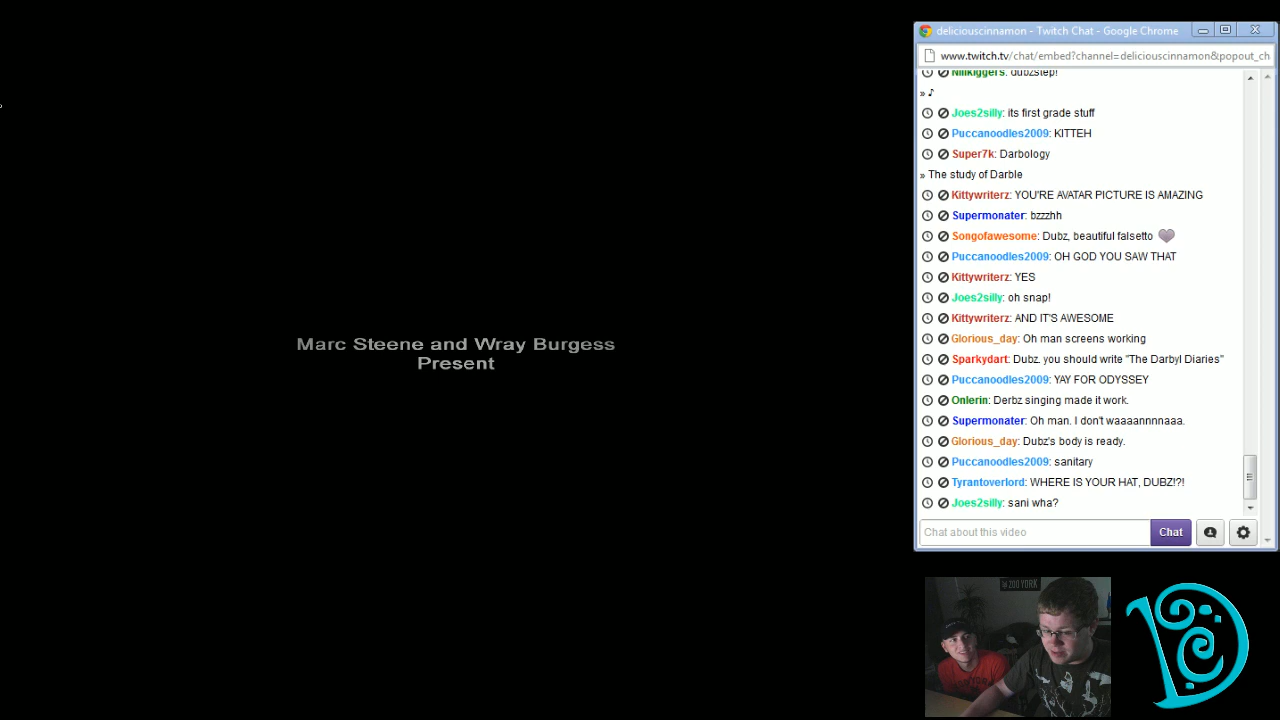 Marc Steene and Wray Burgess
Present
deliciouscinnamon - Twitch Chat - Google Chrome
www.twitch.tv/chat/embed?channel=deliciouscinnamon&popout_ch
Nilikiggers: dubzstep!
» ♪
Joes2silly: its first grade stuff
Puccanoodles2009: KITTEH
Super7k: Darbology
» The study of Darble
Kittywriterz: YOU'RE AVATAR PICTURE IS AMAZING
Supermonater: bzzzhh
Songofawesome: Dubz, beautiful falsetto
Puccanoodles2009: OH GOD YOU SAW THAT
Kittywriterz: YES
Joes2silly: oh snap!
Kittywriterz: AND IT'S AWESOME
Glorious_day: Oh man screens working
Sparkydart: Dubz. you should write "The Darbyl Diaries"
Puccanoodles2009: YAY FOR ODYSSEY
Onlerin: Derbz singing made it work.
Supermonater: Oh man. I don't waaaannnnaaa.
Glorious_day: Dubz's body is ready.
Puccanoodles2009: sanitary
Tyrantoverlord: WHERE IS YOUR HAT, DUBZ!?!
Joes2silly: sani wha?
Chat about this video
Chat
ZOO YORK